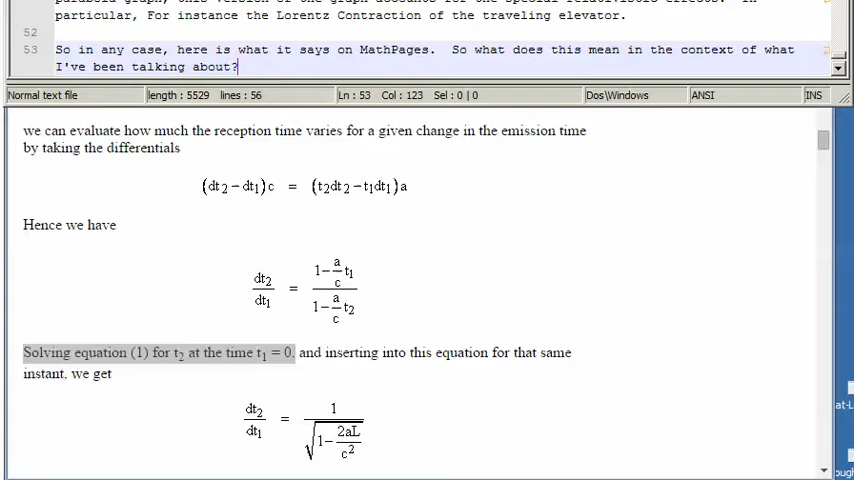 particular, For instance the Lorentz Contraction of the traveling elevator.
52
53 So in any case, here is what it says on MathPages.  So what does this mean in the context of what
I've been talking about?
Normal text file length : 5529 lines : 56 Ln : 53 Col : 123 Sel : 0 | 0 Dos\Windows ANSI INS
we can evaluate how much the reception time varies for a given change in the emission time
by taking the differentials
(dt2 − dt1)c = (t2dt2 − t1dt1)a
Hence we have
dt2/dt1 = (1 − (a/c)t1)/(1 − (a/c)t2)
Solving equation (1) for t2 at the time t1 = 0, and inserting into this equation for that same
instant, we get
dt2/dt1 = 1/√(1 − 2aL/c²)
at-L
ough